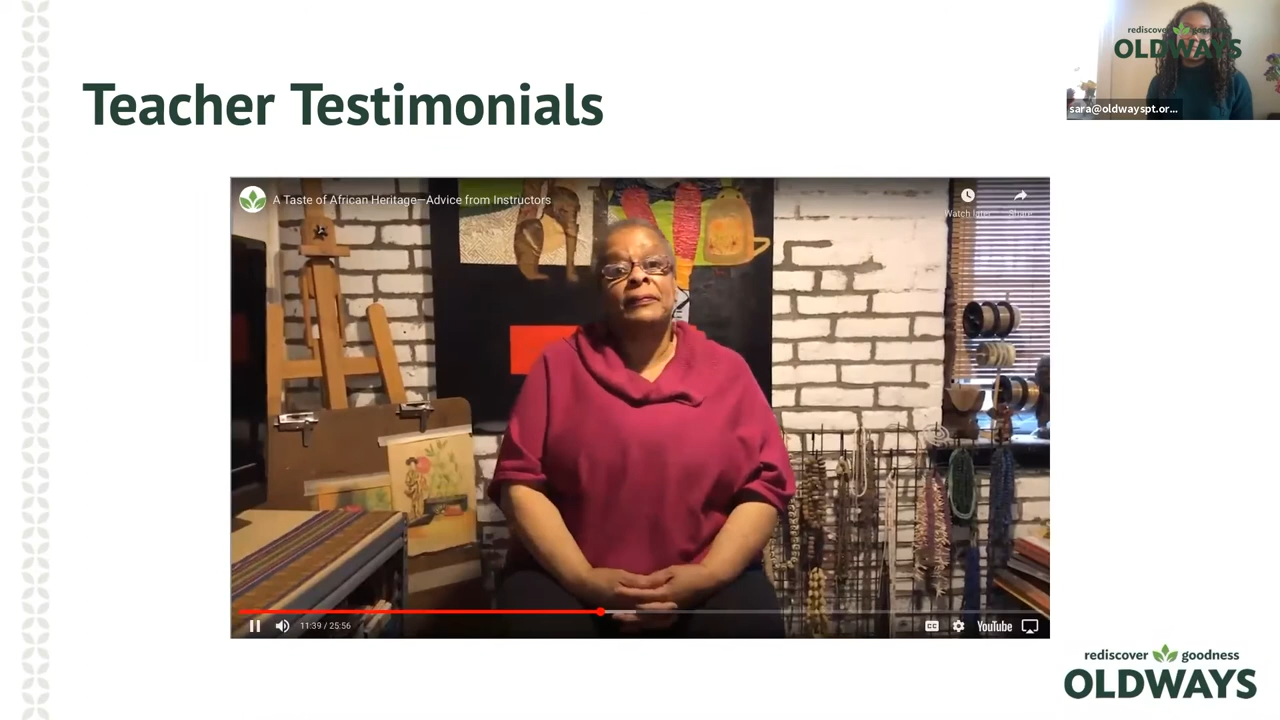 rediscover goodness
OLDWAYS
sara@oldwayspt.or...
Teacher Testimonials
A Taste of African Heritage—Advice from Instructors
Watch later
Share
11:39 / 25:56
CC
YouTube
rediscover goodness
OLDWAYS